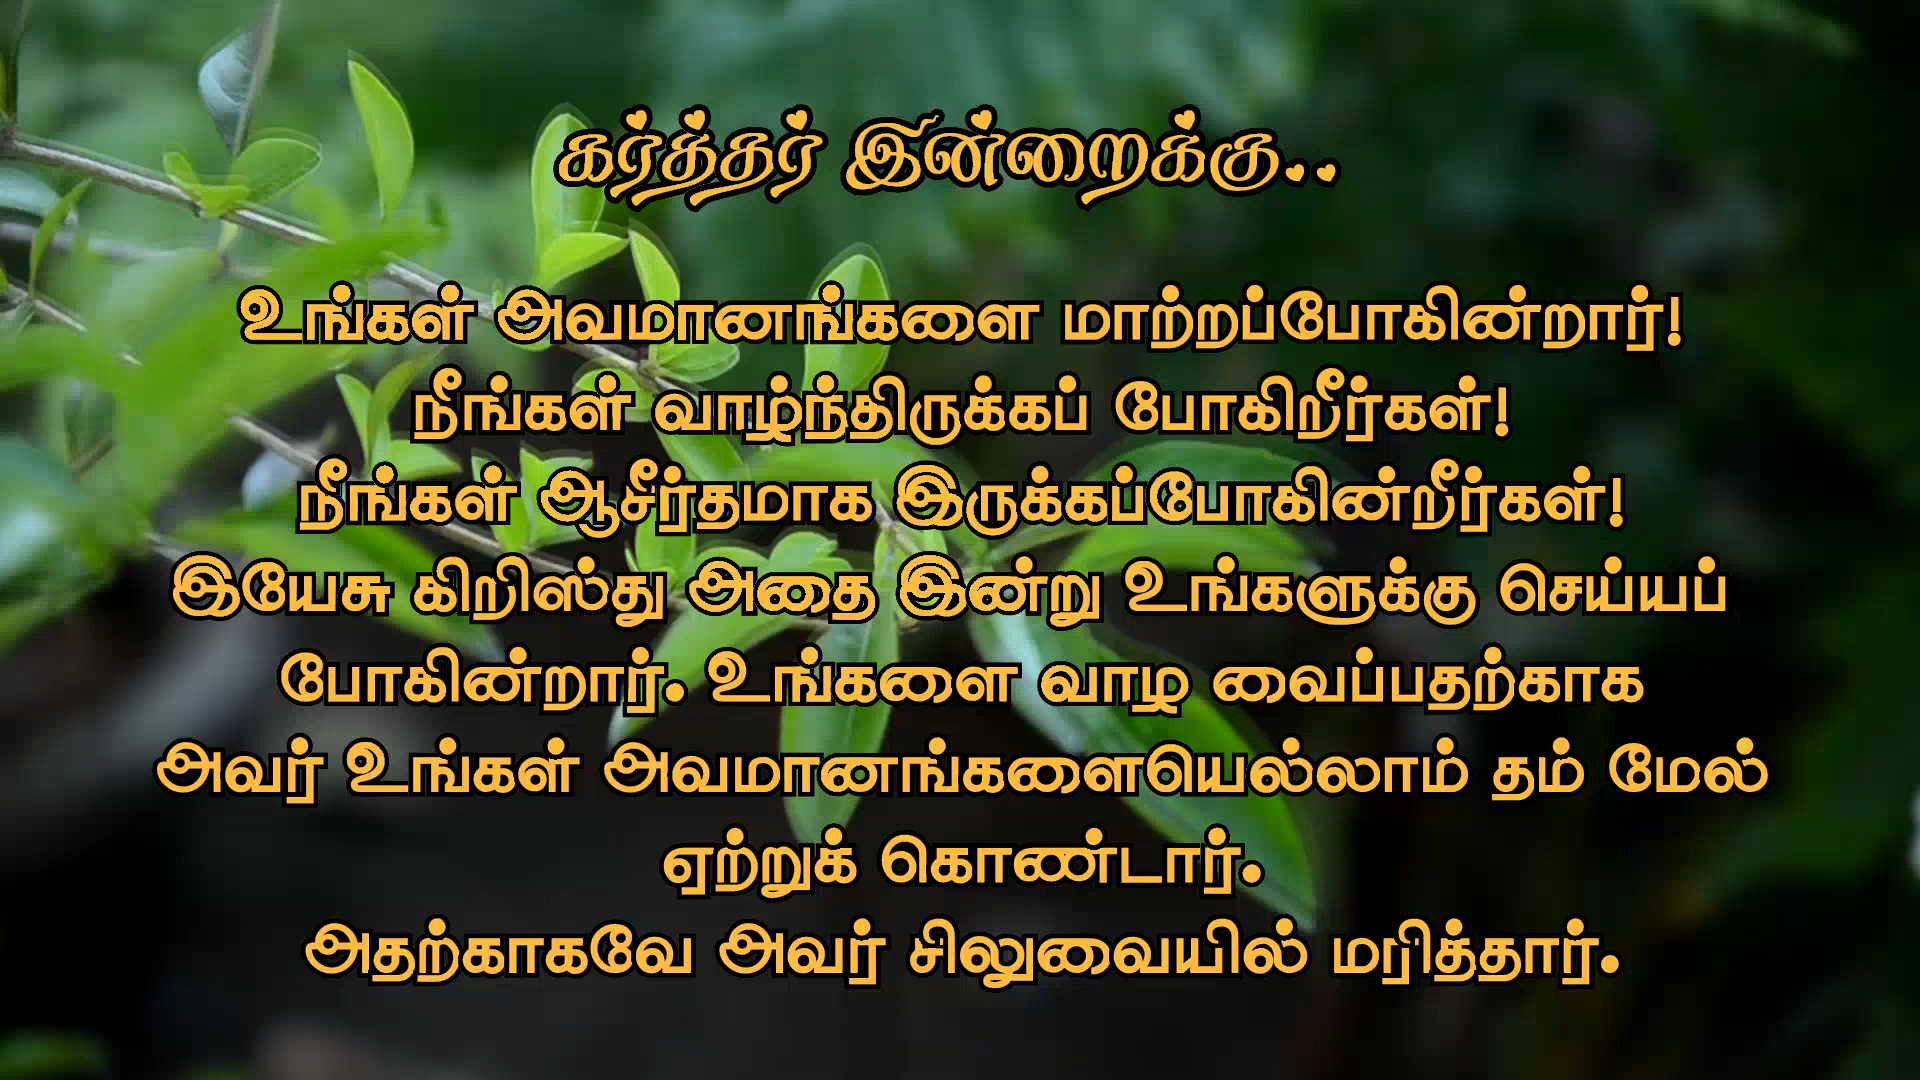 கர்த்தர் இன்றைக்கு..
உங்கள் அவமானங்களை மாற்றப்போகின்றார்!
நீங்கள் வாழ்ந்திருக்கப் போகிறீர்கள்!
நீங்கள் ஆசீர்தமாக இருக்கப்போகின்றீர்கள்!
இயேசு கிறிஸ்து அதை இன்று உங்களுக்கு செய்யப்
போகின்றார். உங்களை வாழ வைப்பதற்காக
அவர் உங்கள் அவமானங்களையெல்லாம் தம் மேல்
ஏற்றுக் கொண்டார்.
அதற்காகவே அவர் சிலுவையில் மரித்தார்.